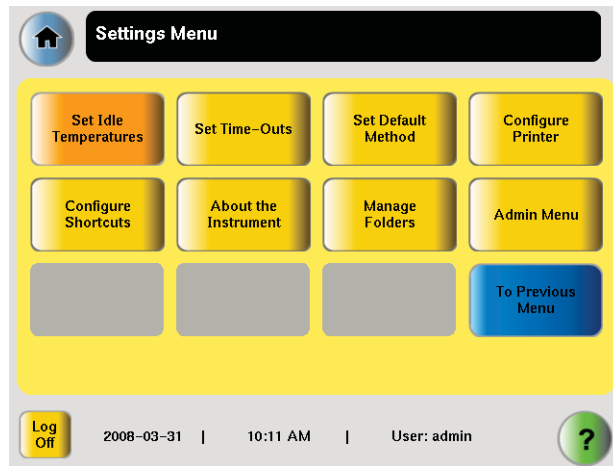 Settings Menu
Set Idle
Temperatures
Set Time-Outs
Set Default
Method
Configure
Printer
Configure
Shortcuts
About the
Instrument
Manage
Folders
Admin Menu
To Previous
Menu
Log
Off
2008-03-31 | 10:11 AM | User: admin
?